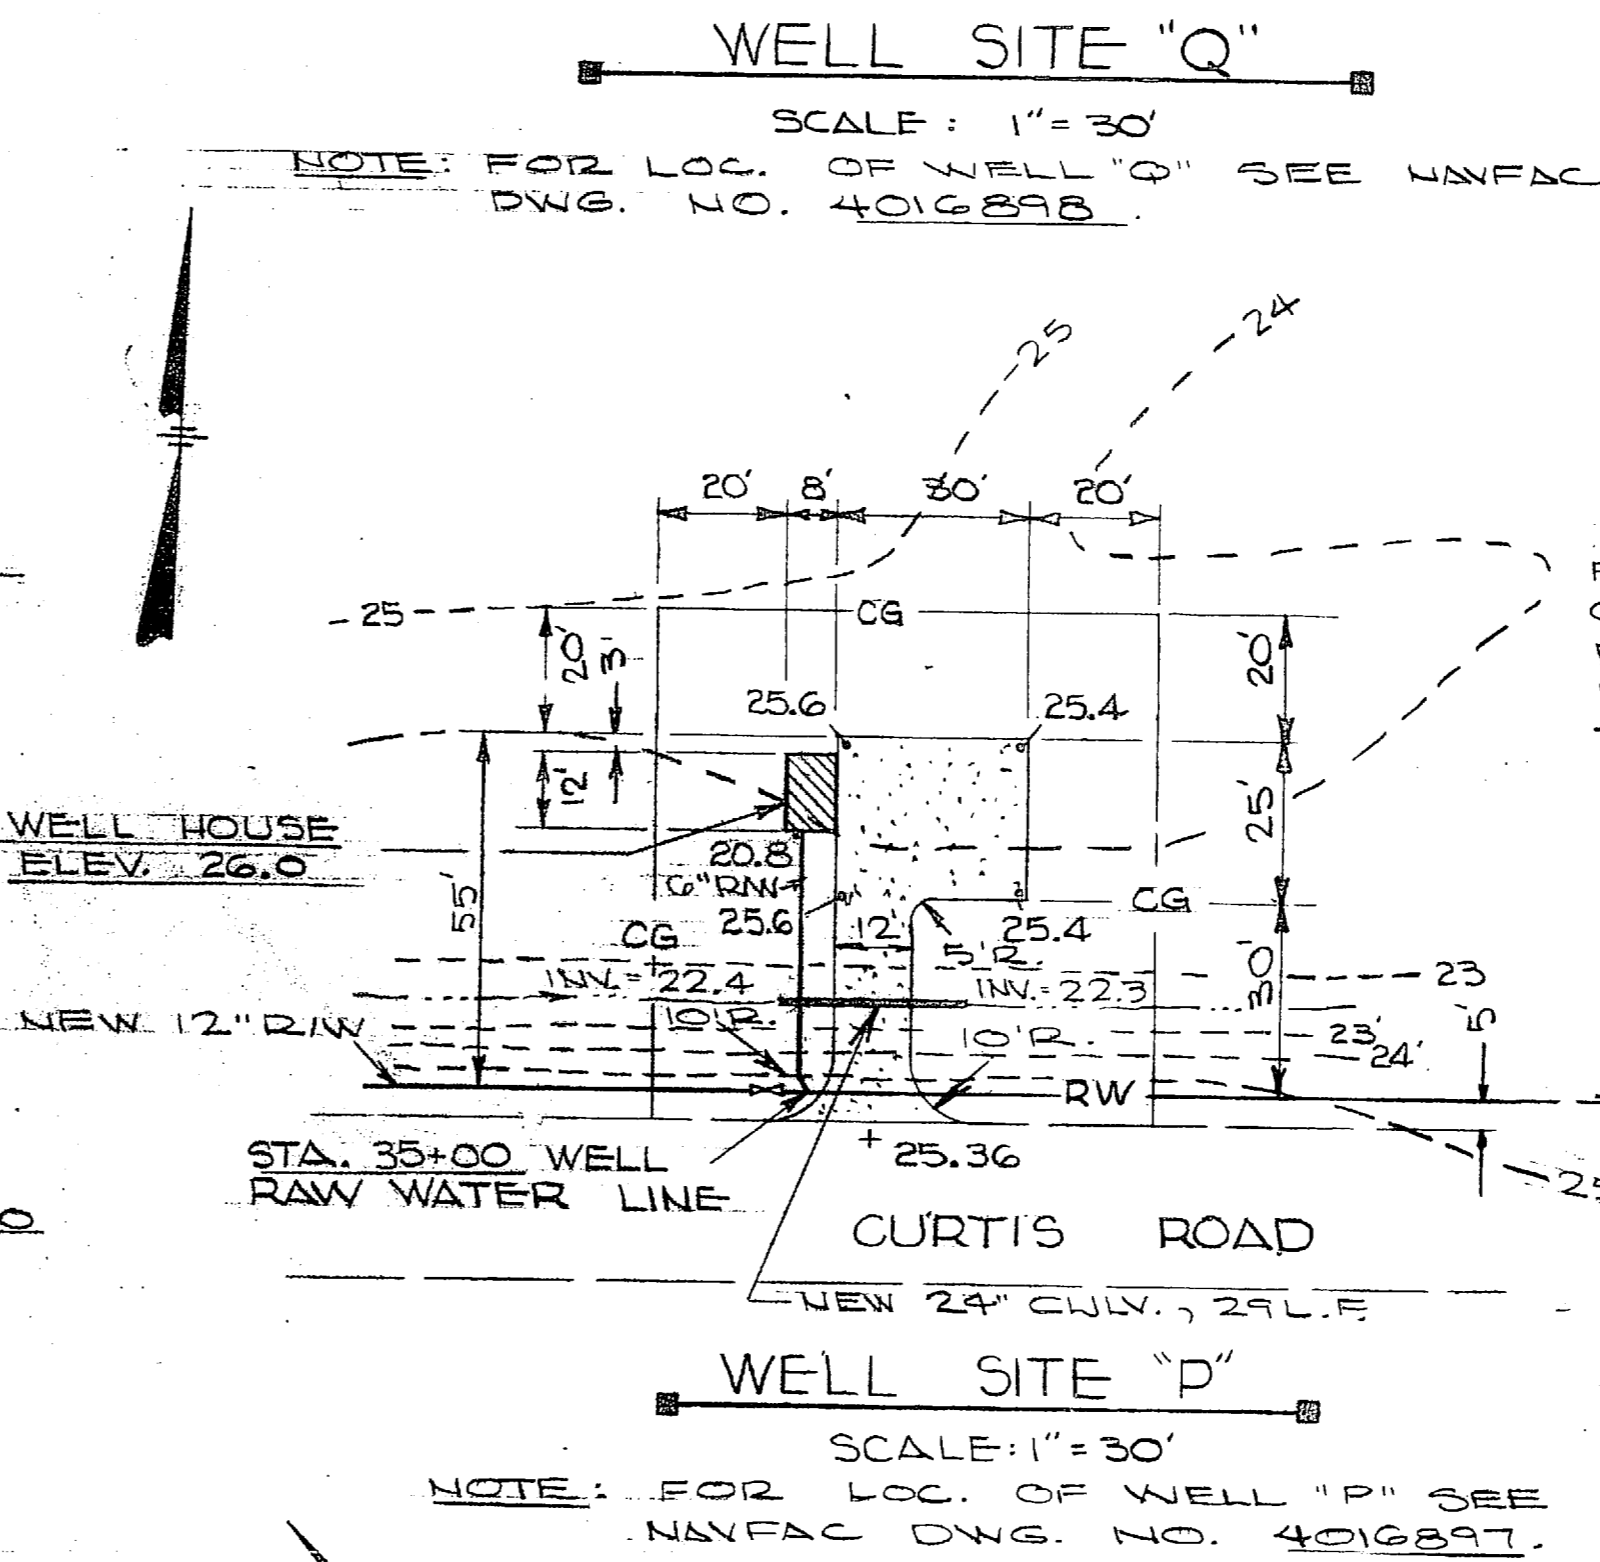 WELL SITE "Q"
SCALE: 1"=30'
NOTE: FOR LOC. OF WELL "Q" SEE NAVFAC
DWG. NO. 4016898.
25
24
20' 8' 30' 20'
25
CG
20'
3'
20'
25.6
25.4
12'
25'
WELL HOUSE
ELEV. 26.0
55'
20.8
6" RW
25.6
CG
CG
12'
25.4
5'R.
30'
23
INV.=22.4
INV.=22.3
NEW 12" R/W
10'R.
10'R.
23'
24'
5'
RW
25
STA. 35+00 WELL
RAW WATER LINE
+ 25.36
CURTIS ROAD
NEW 24" CULV., 29 L.F.
WELL SITE "P"
SCALE: 1"=30'
NOTE: FOR LOC. OF WELL "P" SEE
NAVFAC DWG. NO. 4016897.